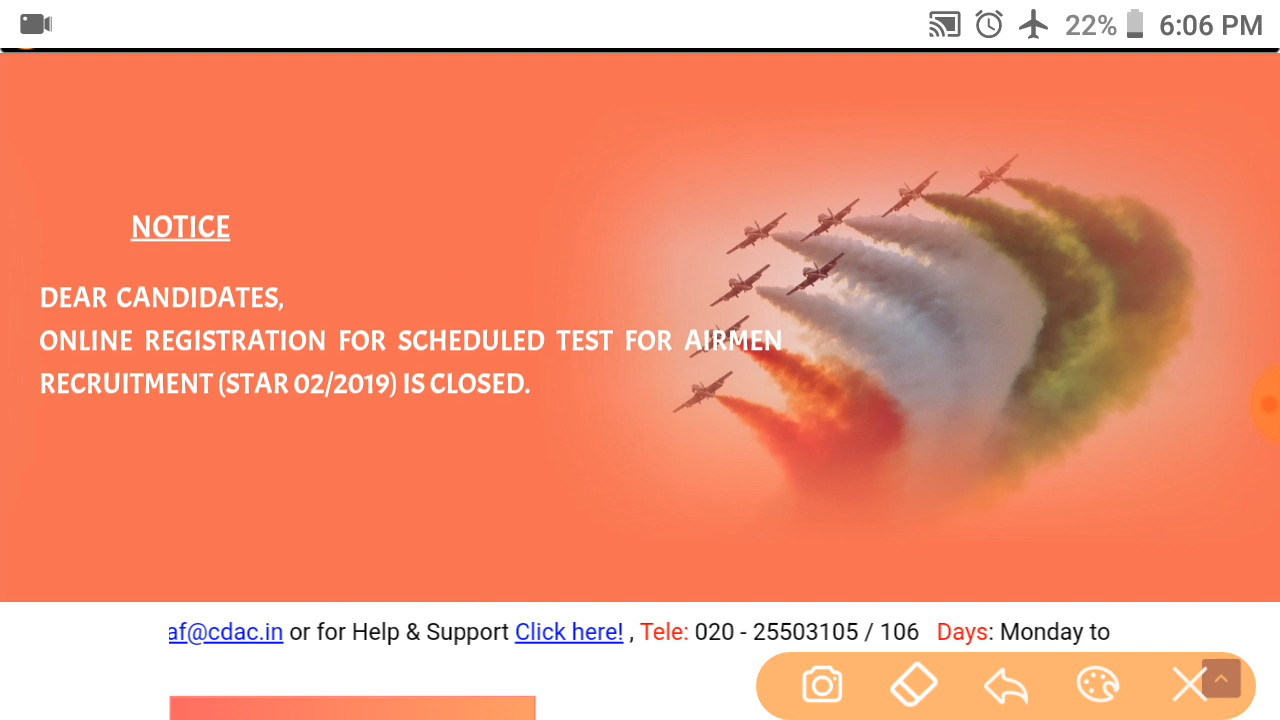 22% 6:06 PM
NOTICE
DEAR CANDIDATES,
ONLINE REGISTRATION FOR SCHEDULED TEST FOR AIRMEN
RECRUITMENT (STAR 02/2019) IS CLOSED.
af@cdac.in or for Help & Support Click here! , Tele: 020 - 25503105 / 106 Days: Monday to